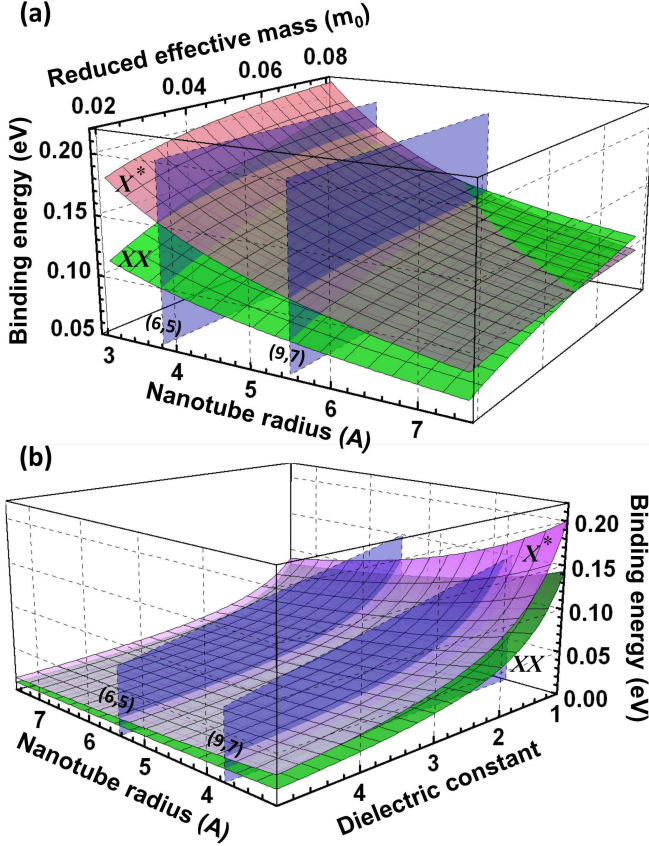 (a)
Reduced effective mass (m0)
0.02 0.04 0.06 0.08
Binding energy (eV)
0.20
0.15
0.10
0.05
X*
XX
(6,5)
(9,7)
3 4 5 6 7
Nanotube radius (A)
(b)
Binding energy (eV)
0.20
0.15
0.10
0.05
0.00
X*
XX
(6,5)
(9,7)
7 6 5 4
Nanotube radius (A)
4 3 2 1
Dielectric constant